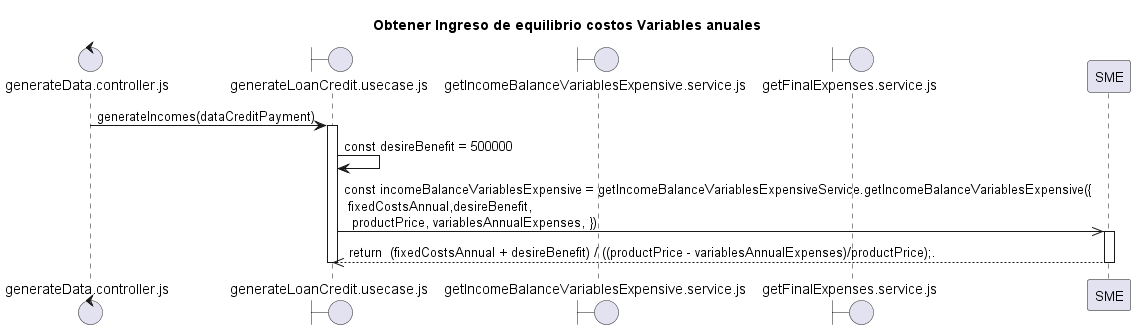 Obtener Ingreso de equilibrio costos Variables anuales
generateData.controller.js
generateLoanCredit.usecase.js
getIncomeBalanceVariablesExpensive.service.js
getFinalExpenses.service.js
SME
generateIncomes(dataCreditPayment)
const desireBenefit = 500000
const incomeBalanceVariablesExpensive = getIncomeBalanceVariablesExpensiveService.getIncomeBalanceVariablesExpensive({
fixedCostsAnnual,desireBenefit,
productPrice, variablesAnnualExpenses, })
return (fixedCostsAnnual + desireBenefit) / ((productPrice - variablesAnnualExpenses)/productPrice);.
generateData.controller.js
generateLoanCredit.usecase.js
getIncomeBalanceVariablesExpensive.service.js
getFinalExpenses.service.js
SME